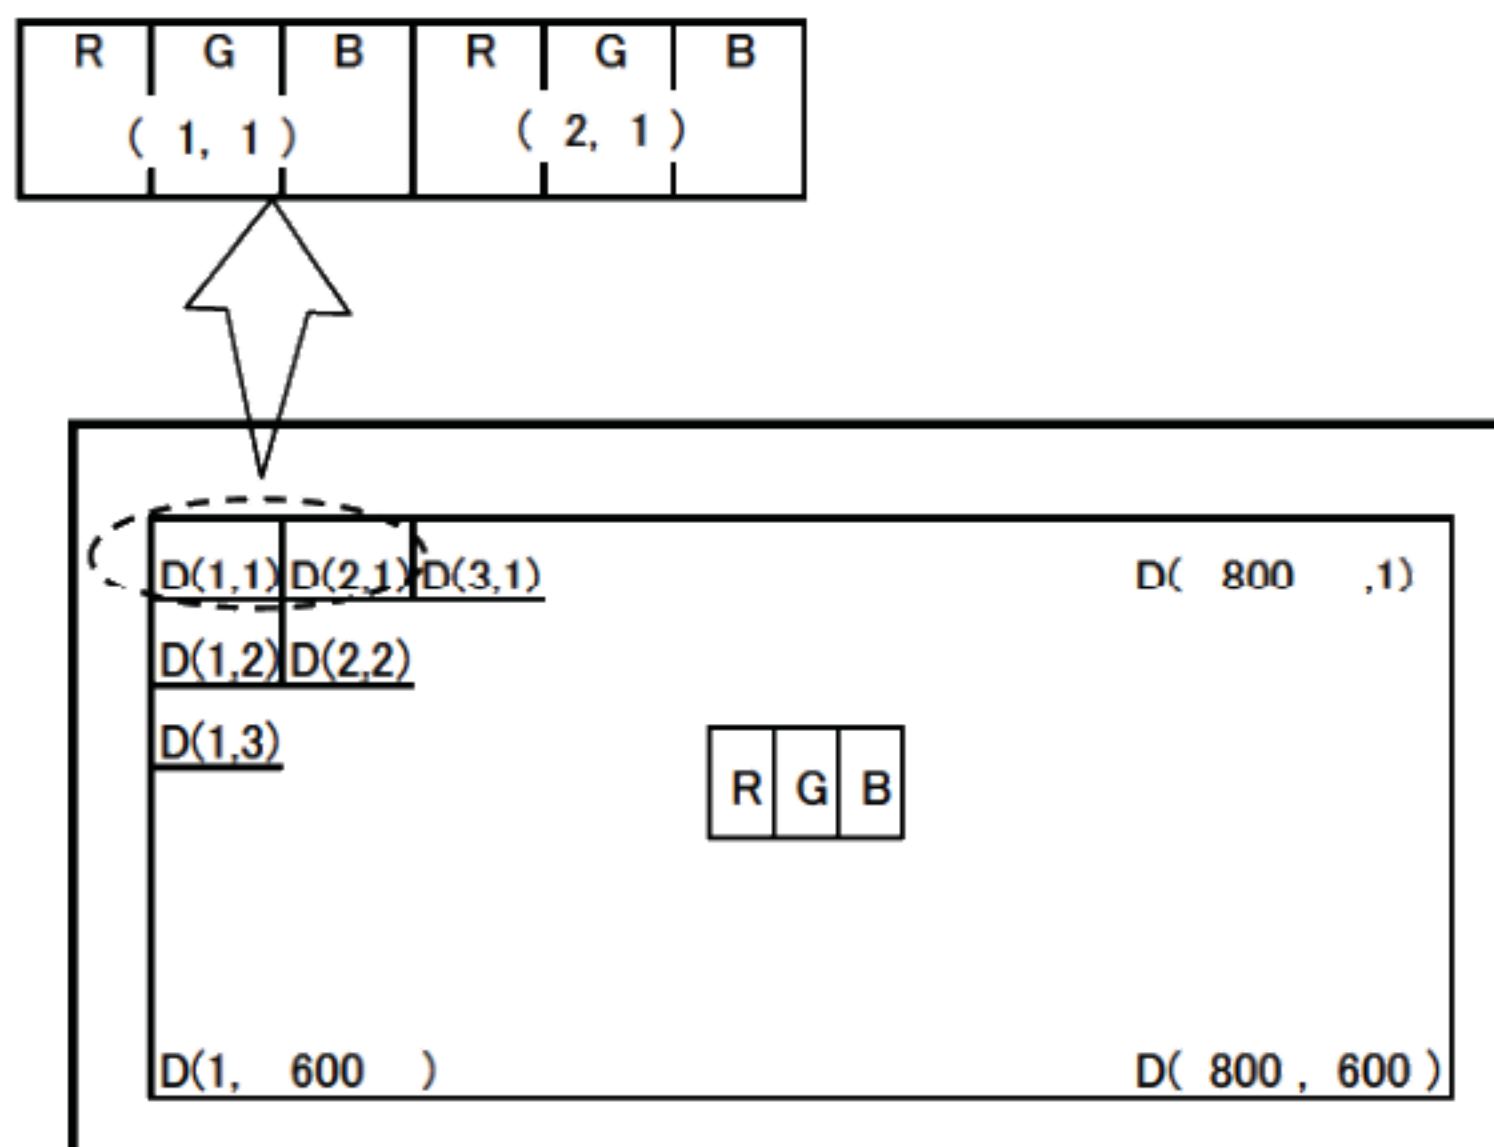 R G B R G B
( 1, 1 ) ( 2, 1 )
D(1,1) D(2,1) D(3,1) D( 800 ,1)
D(1,2) D(2,2)
D(1,3)
R G B
D(1, 600 ) D( 800 , 600 )